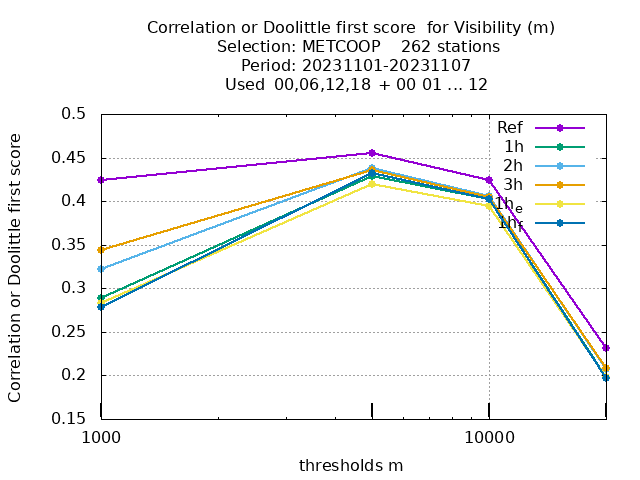 Correlation or Doolittle first score  for Visibility (m)
Selection: METCOOP    262 stations
Period: 20231101-20231107
Used  00,06,12,18 + 00 01 ... 12
Correlation or Doolittle first score
0.5
0.45
0.4
0.35
0.3
0.25
0.2
0.15
Ref
1h
2h
3h
1he
1hf
1000
10000
thresholds m